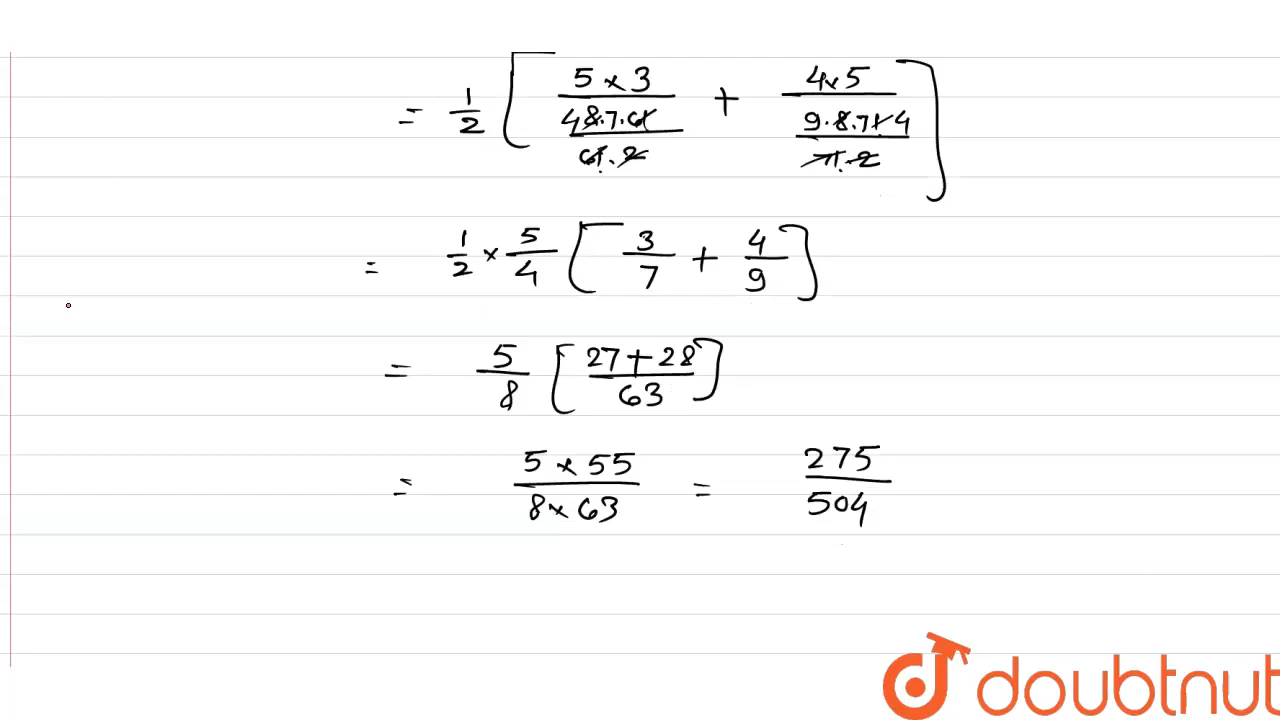 = 1/2 [ (5 × 3)/((4 8.7.6!)/(6!.2)) + (4×5)/((9.8.7! 4)/(7!.2)) ]
= 1/2 × 5/4 [ 3/7 + 4/9 ]
= 5/8 [ (27+28)/63 ]
= (5 × 55)/(8 × 63) = 275/504
doubtnut